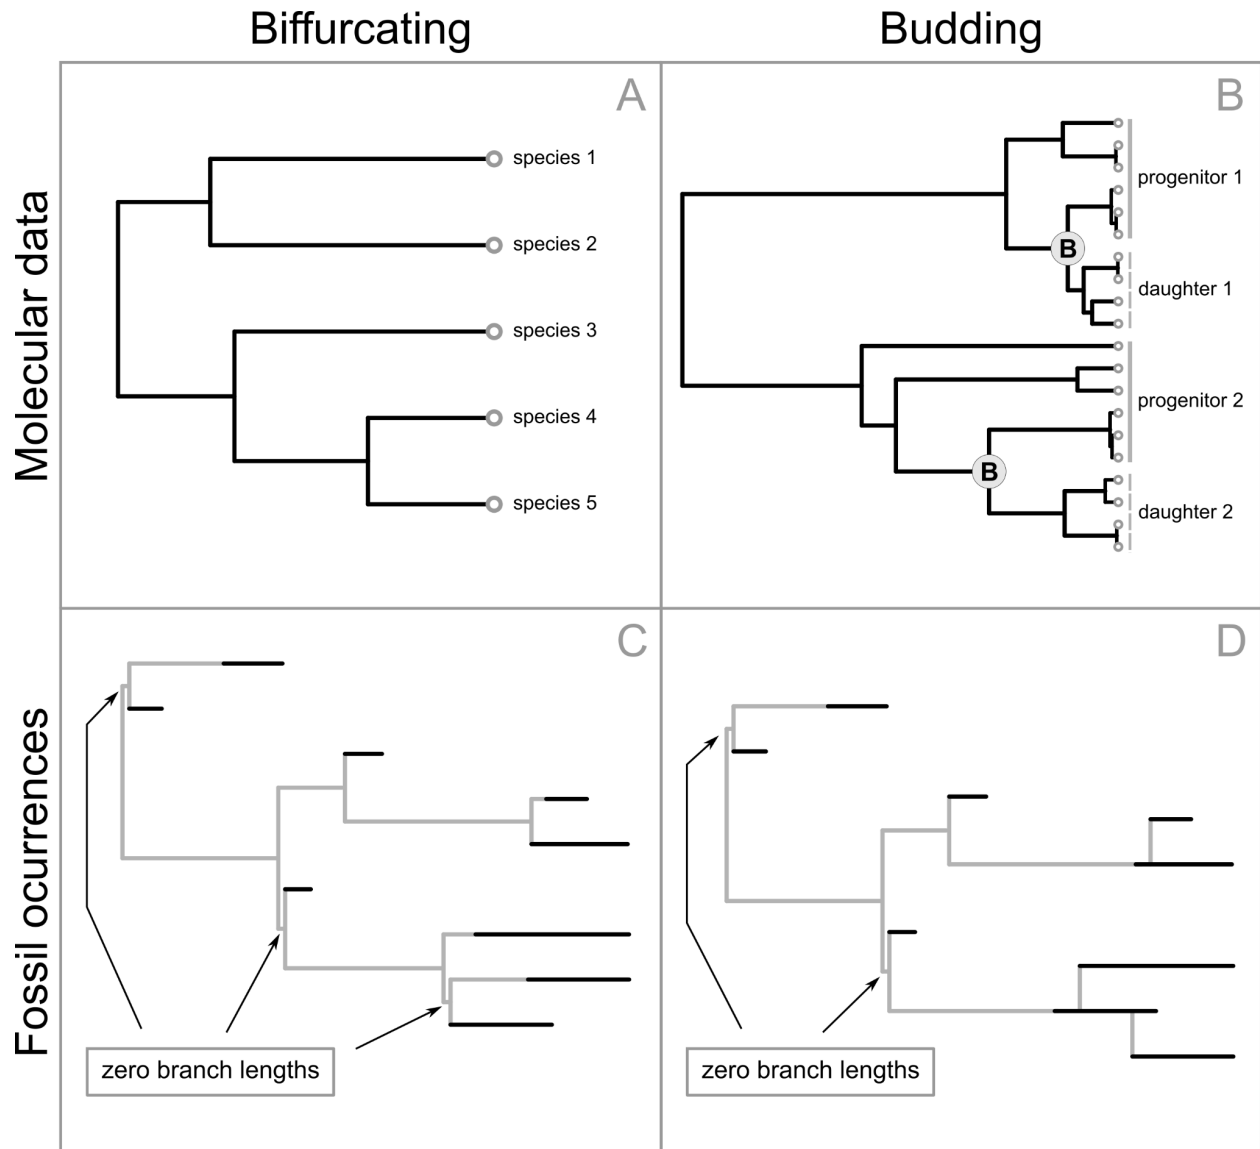 Biffurcating
Budding
Molecular data
A
species 1
species 2
species 3
species 4
species 5
B
progenitor 1
B
daughter 1
progenitor 2
B
daughter 2
Fossil ocurrences
C
zero branch lengths
D
zero branch lengths